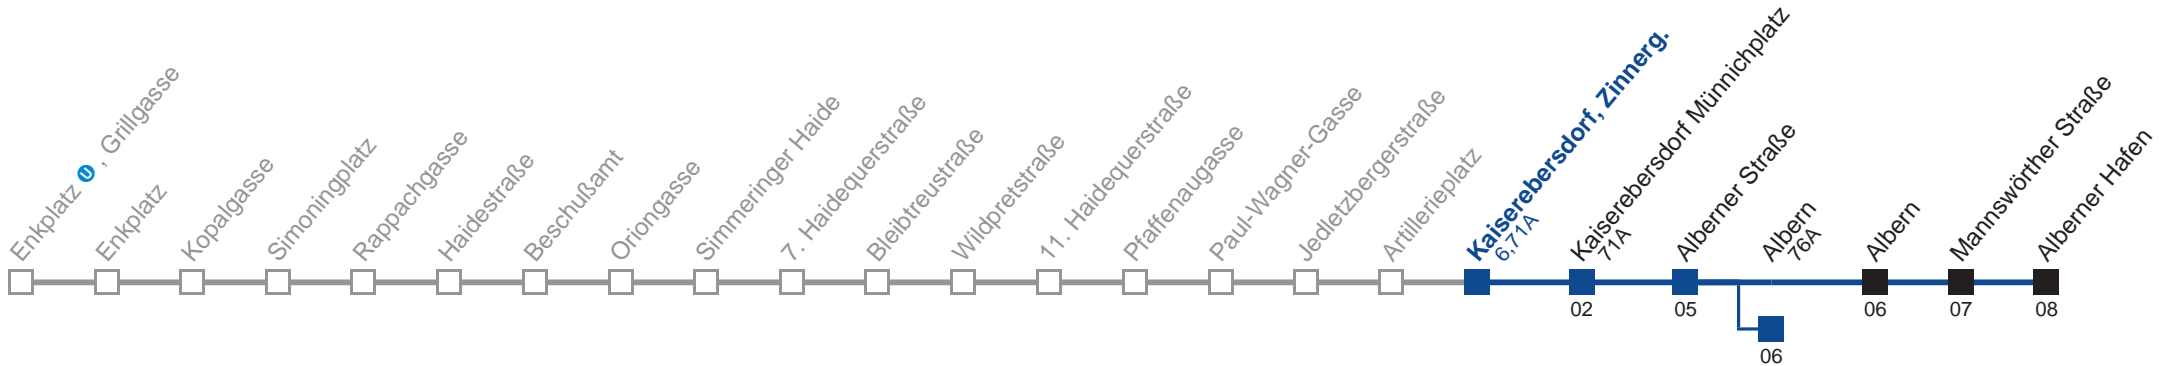 Enkplatz U , Grillgasse
Enkplatz
Kopalgasse
Simoningplatz
Rappachgasse
Haidestraße
Beschußamt
Oriongasse
Simmeringer Haide
7. Haidequerstraße
Bleibtreustraße
Wildpretstraße
11. Haidequerstraße
Pfaffenaugasse
Paul-Wagner-Gasse
Jedletzbergerstraße
Artillerieplatz
Kaiserebersdorf, Zinnerg.
6,71A
Kaiserebersdorf Münnichplatz
71A
Alberner Straße
Albern
76A
Albern
Mannswörther Straße
Alberner Hafen
02
05
06
07
08
06